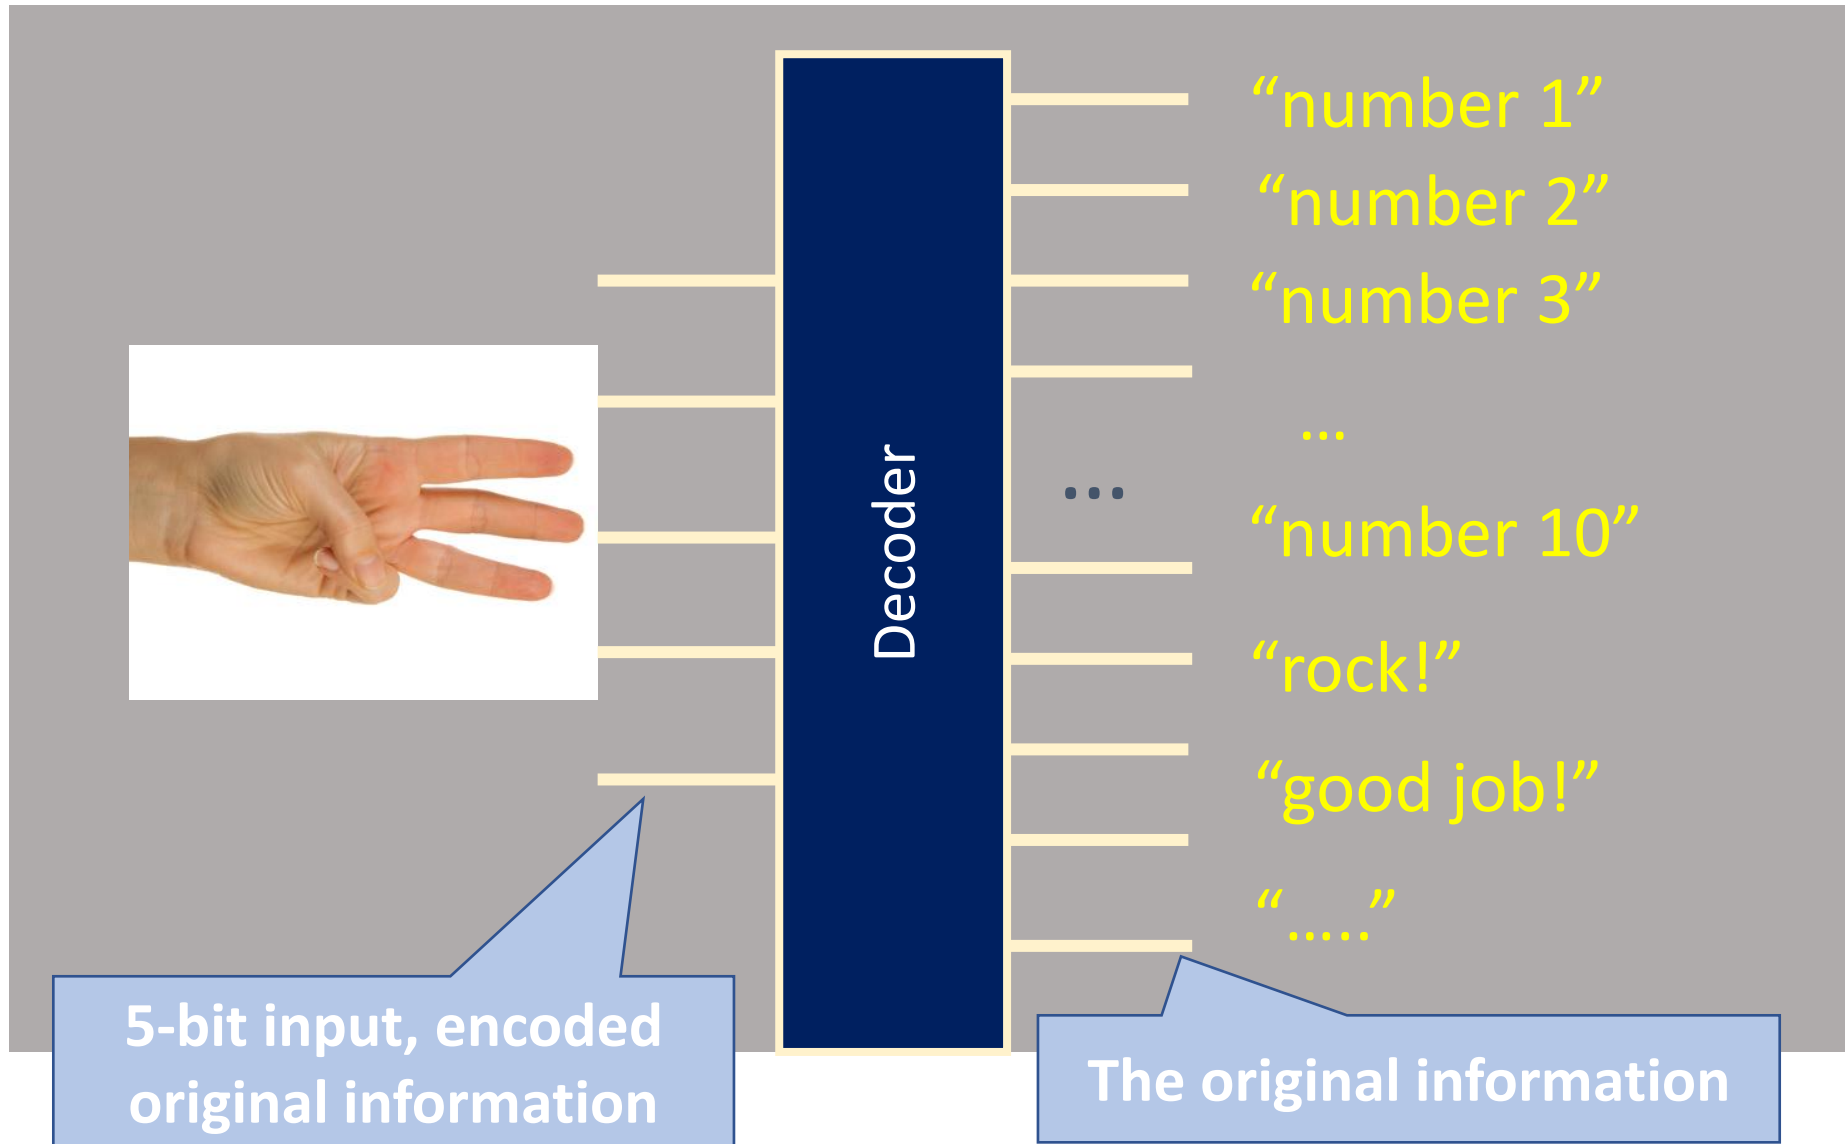 “number 1”
“number 2”
“number 3”
…
…
“number 10”
Decoder
“rock!”
“good job!”
“…..”
5-bit input, encoded
original information
The original information